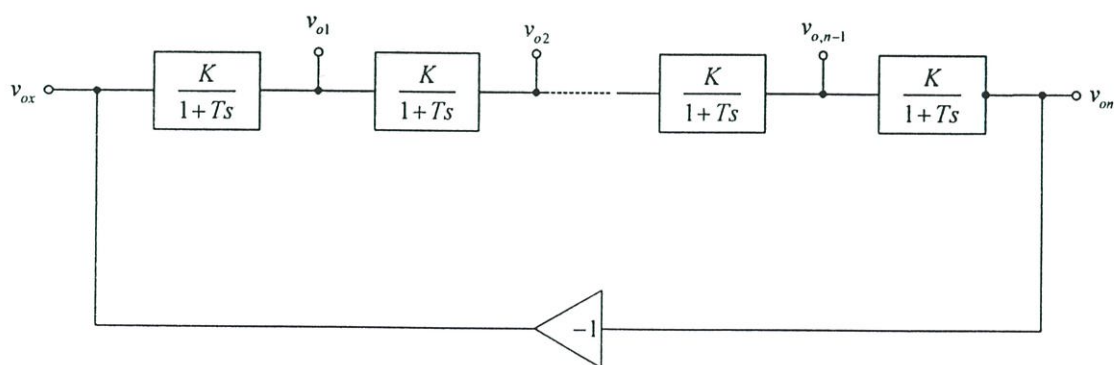 v_{o1}
v_{o2}
v_{o,n-1}
v_{ox}
K
1+Ts
K
1+Ts
K
1+Ts
K
1+Ts
v_{on}
-1